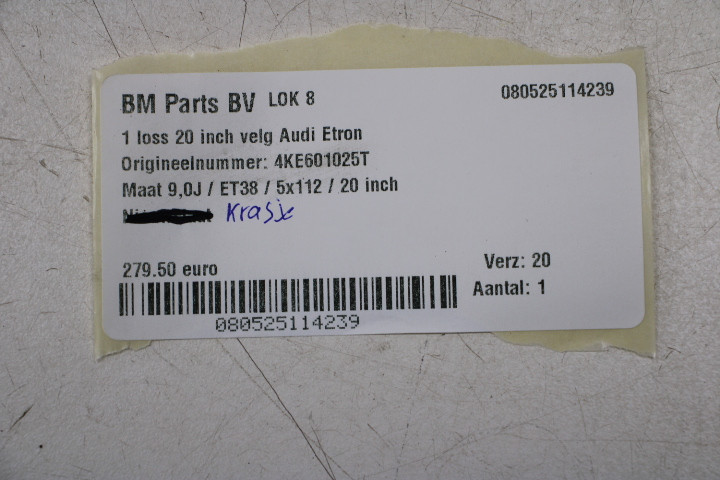 BM Parts BV LOK 8 080525114239
1 loss 20 inch velg Audi Etron
Origineelnummer: 4KE601025T
Maat 9,0J / ET38 / 5x112 / 20 inch
Krasje
279.50 euro Verz: 20
Aantal: 1
080525114239